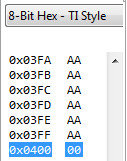 8-Bit Hex - TI Style
0x03FA AA
0x03FB AA
0x03FC AA
0x03FD AA
0x03FE AA
0x03FF AA
0x0400 00